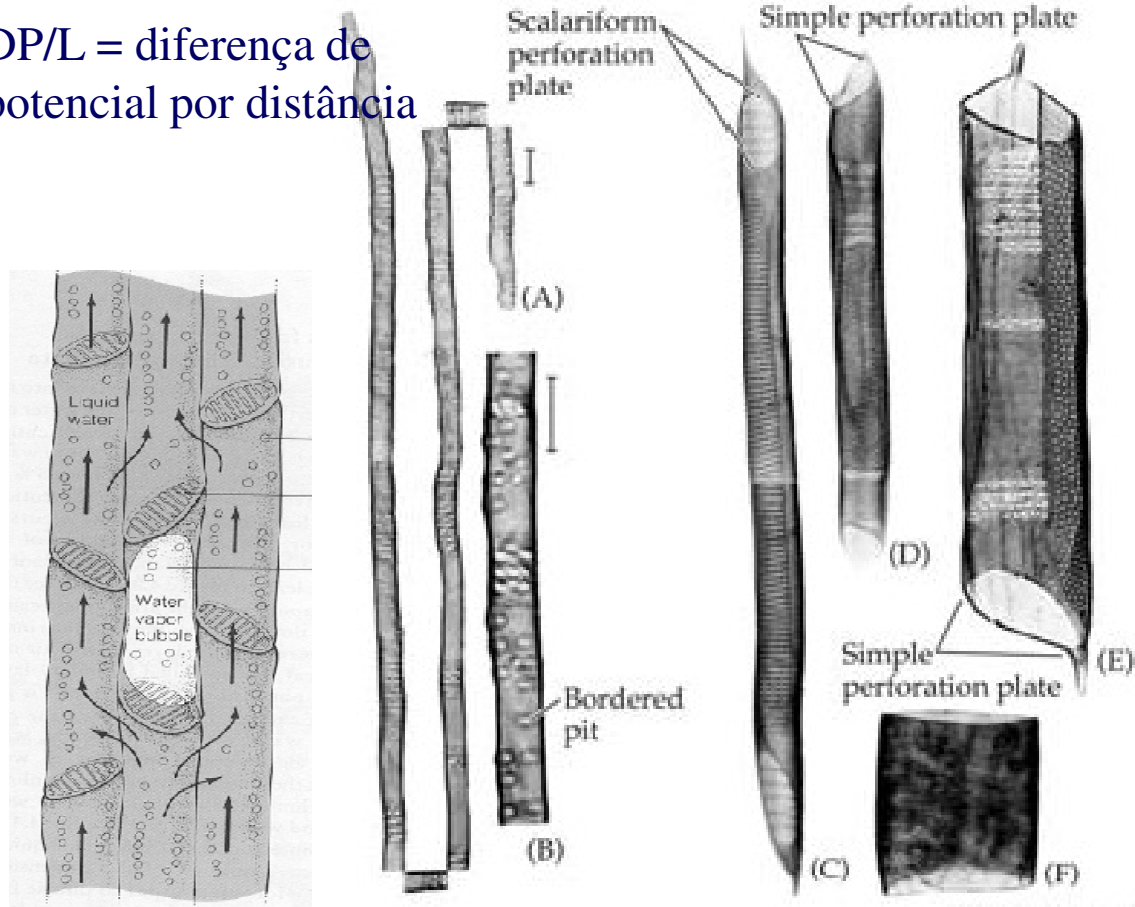 DP/L = diferença de
potencial por distância
Scalariform
perforation
plate
Simple perforation plate
(A)
Liquid
water
Water
vapor
bubble
(D)
Simple
perforation plate
(E)
Bordered
pit
(B)
(C)
(F)